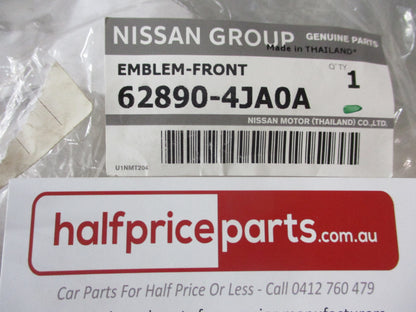 NISSAN GROUP GENUINE PARTS
Made in THAILAND*
EMBLEM-FRONT Q'TY
62890-4JA0A 1
NISSAN MOTOR (THAILAND) CO.,LTD.
U1NMT204
halfpriceparts.com.au
Car Parts For Half Price Or Less - Call 0412 760 479